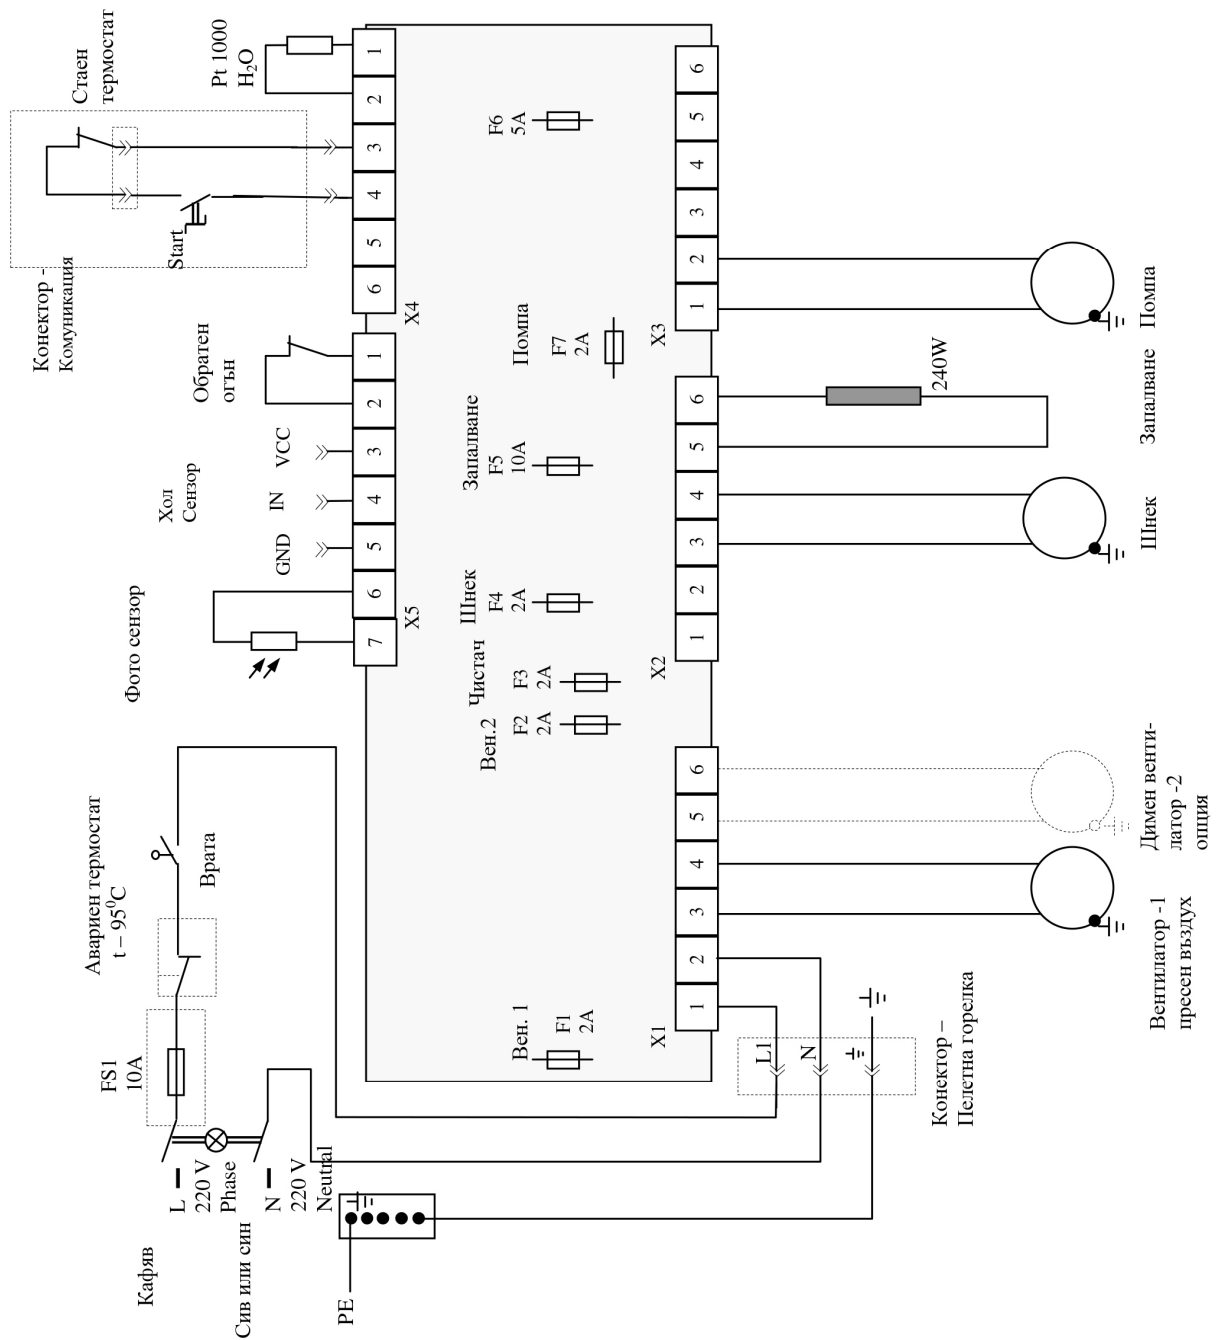 Кафяв
Сив или син
L
220 V
Phase
N
220 V
Neutral
PE
FS1
10A
Авариен термостат
t – 95⁰C
Врата
Фото сензор
Хол
Сензор
GND
IN
VCC
Обратен
огън
Конектор -
Комуникация
Start
Стаен
термостат
Pt 1000
H₂O
7
6
5
4
3
2
1
X5
6
5
4
3
2
1
X4
Вен. 1
F1
2A
Вен.2
F2
2A
Чистач
F3
2A
Шнек
F4
2A
Запалване
F5
10A
Помпа
F7
2A
F6
5A
X1
1
2
3
4
5
6
X2
1
2
3
4
5
6
X3
1
2
3
4
5
6
L1
N
Конектор –
Пелетна горелка
Вентилатор -1
пресен въздух
Димен венти-
латор -2
опция
Шнек
240W
Запалване
Помпа